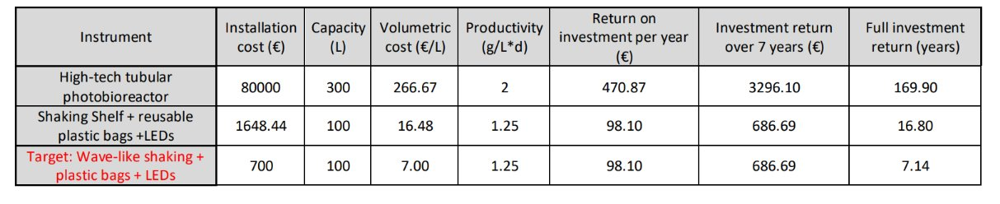 Instrument
Installation
cost (€)
Capacity
(L)
Volumetric
cost (€/L)
Productivity
(g/L*d)
Return on
investment per year
(€)
Investment return
over 7 years (€)
Full investment
return (years)
High-tech tubular
photobioreactor
80000
300
266.67
2
470.87
3296.10
169.90
Shaking Shelf + reusable
plastic bags +LEDs
1648.44
100
16.48
1.25
98.10
686.69
16.80
Target: Wave-like shaking +
plastic bags + LEDs
700
100
7.00
1.25
98.10
686.69
7.14